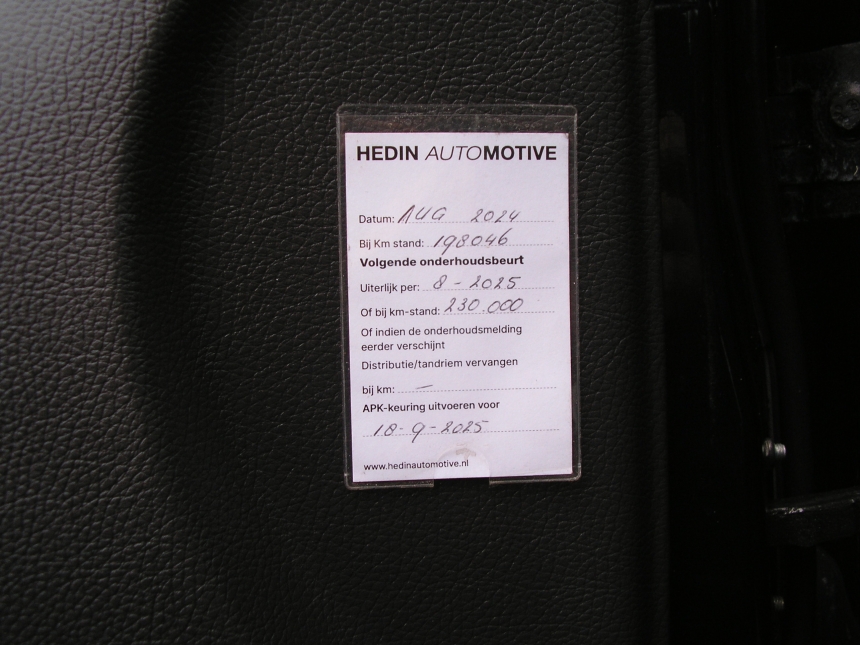 HEDIN AUTOMOTIVE
Datum: AUG 2024
Bij Km stand: 198046
Volgende onderhoudsbeurt
Uiterlijk per: 8 - 2025
Of bij km-stand: 230.000
Of indien de onderhoudsmelding
eerder verschijnt
Distributie/tandriem vervangen
bij km: —
APK-keuring uitvoeren voor
18-9-2025
www.hedinautomotive.nl